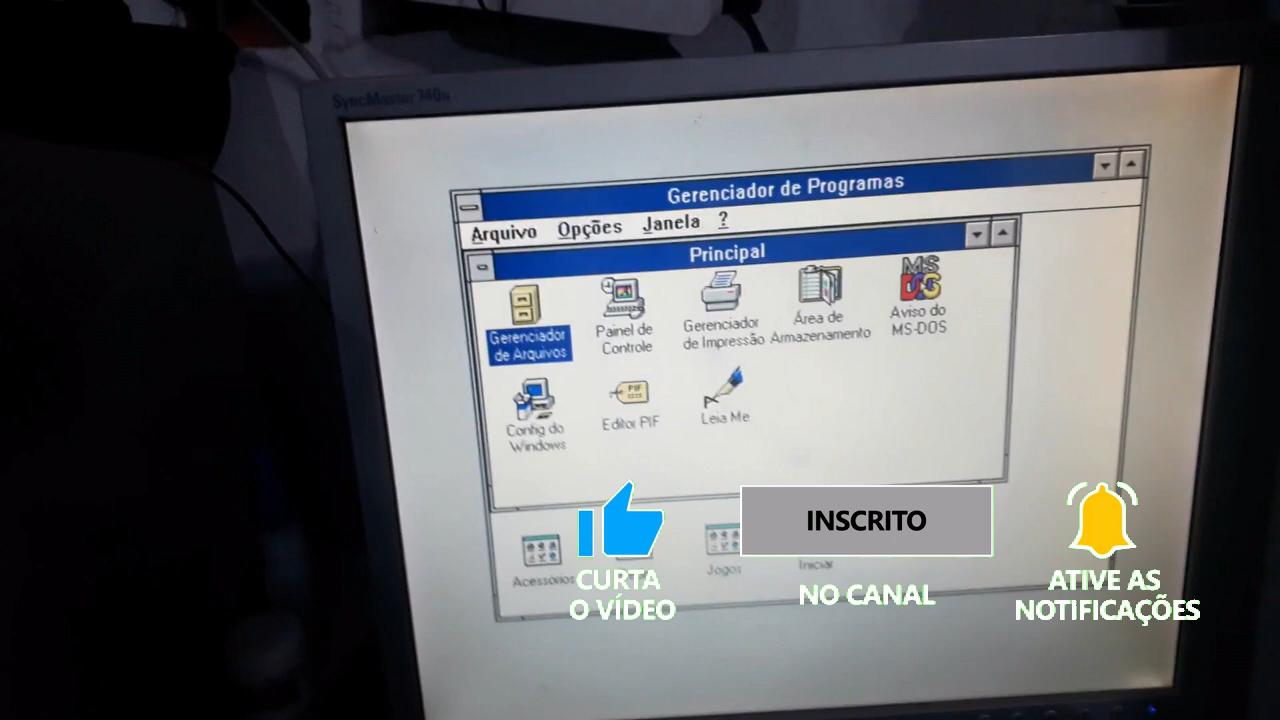 SyncMaster 740n
Gerenciador de Programas
Arquivo Opções Janela ?
Principal
Gerenciador
de Arquivos
Painel de
Controle
Gerenciador
de Impressão
Área de
Armazenamento
MS
DOS
Aviso do
MS-DOS
Config do
Windows
PIF
Editor PIF
Leia Me
Acessórios
Jogos
Iniciar
CURTA
O VÍDEO
INSCRITO
NO CANAL
ATIVE AS
NOTIFICAÇÕES